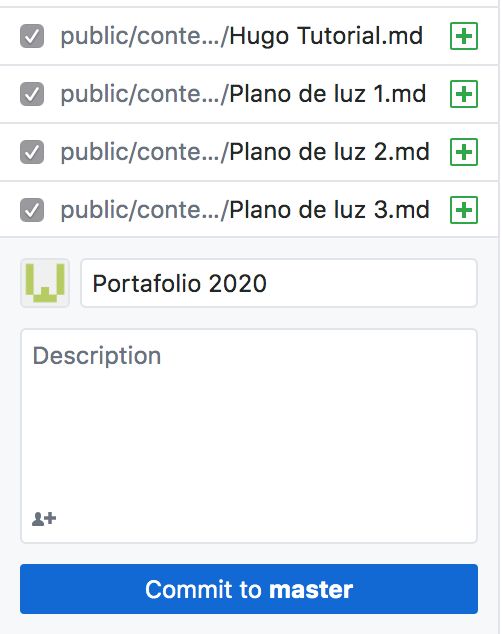 public/conte.../Hugo Tutorial.md
public/conte.../Plano de luz 1.md
public/conte.../Plano de luz 2.md
public/conte.../Plano de luz 3.md
Portafolio 2020
Description
Commit to master